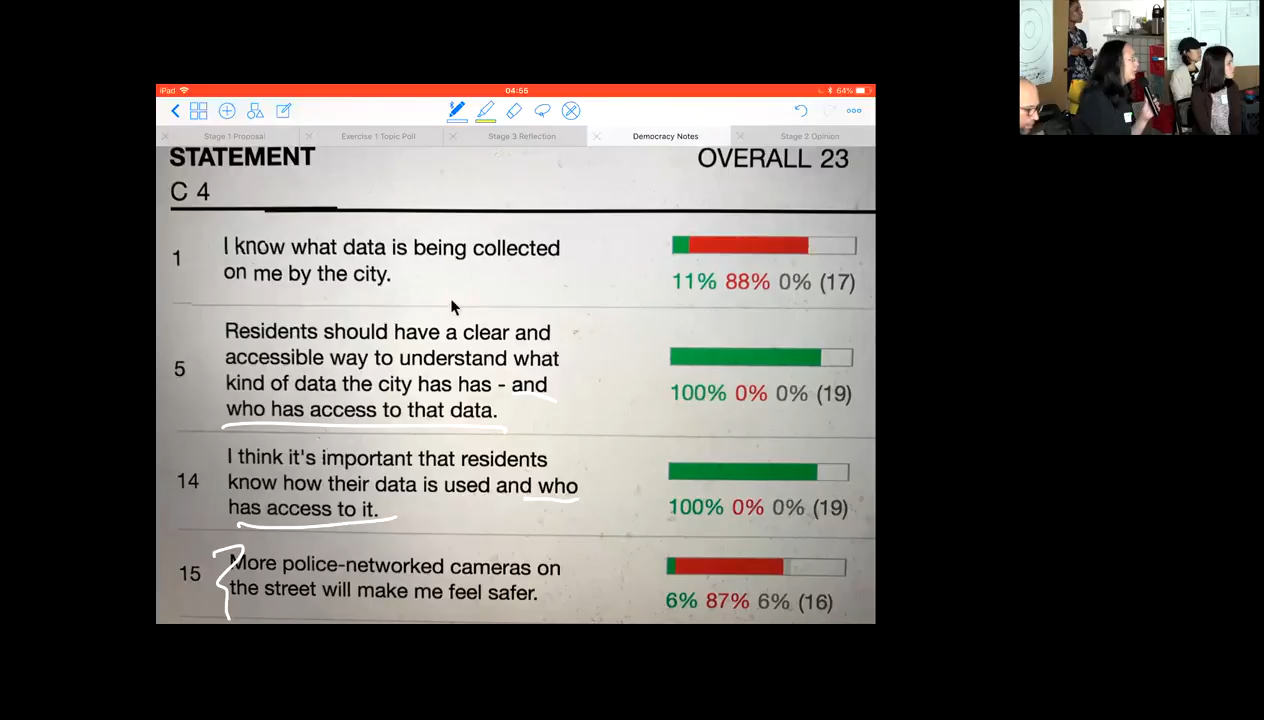 iPad
04:55
64%
Stage 1 Proposal
Exercise 1 Topic Poll
Stage 3 Reflection
Democracy Notes
Stage 2 Opinion
STATEMENT
OVERALL 23
C 4
1
I know what data is being collected
on me by the city.
11% 88% 0% (17)
5
Residents should have a clear and
accessible way to understand what
kind of data the city has has - and
who has access to that data.
100% 0% 0% (19)
14
I think it's important that residents
know how their data is used and who
has access to it.
100% 0% 0% (19)
15
More police-networked cameras on
the street will make me feel safer.
6% 87% 6% (16)